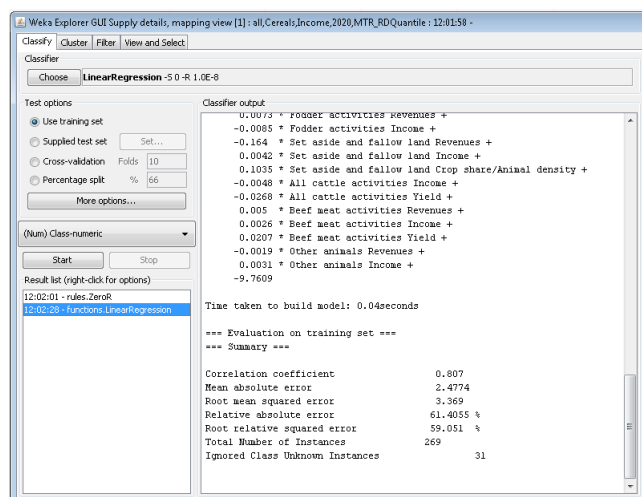 Weka Explorer GUI Supply details, mapping view [1] : all,Cereals,Income,2020,MTR_RDQuantile : 12:01:58 -
Classify Cluster Filter View and Select
Classifier
Choose LinearRegression -S 0 -R 1.0E-8
Test options
Use training set
Supplied test set Set...
Cross-validation Folds 10
Percentage split % 66
More options...
(Num) Class-numeric
Start Stop
Result list (right-click for options)
12:02:01 - rules.ZeroR
12:02:28 - functions.LinearRegression
Classifier output
0.0073 * Fodder activities Revenues +
-0.0085 * Fodder activities Income +
-0.164 * Set aside and fallow land Revenues +
0.0042 * Set aside and fallow land Income +
0.1035 * Set aside and fallow land Crop share/Animal density +
-0.0048 * All cattle activities Income +
-0.0268 * All cattle activities Yield +
0.005 * Beef meat activities Revenues +
0.0026 * Beef meat activities Income +
0.0207 * Beef meat activities Yield +
-0.0019 * Other animals Revenues +
0.0031 * Other animals Income +
-9.7609
Time taken to build model: 0.04seconds
=== Evaluation on training set ===
=== Summary ===
Correlation coefficient 0.807
Mean absolute error 2.4774
Root mean squared error 3.369
Relative absolute error 61.4055 %
Root relative squared error 59.051 %
Total Number of Instances 269
Ignored Class Unknown Instances 31